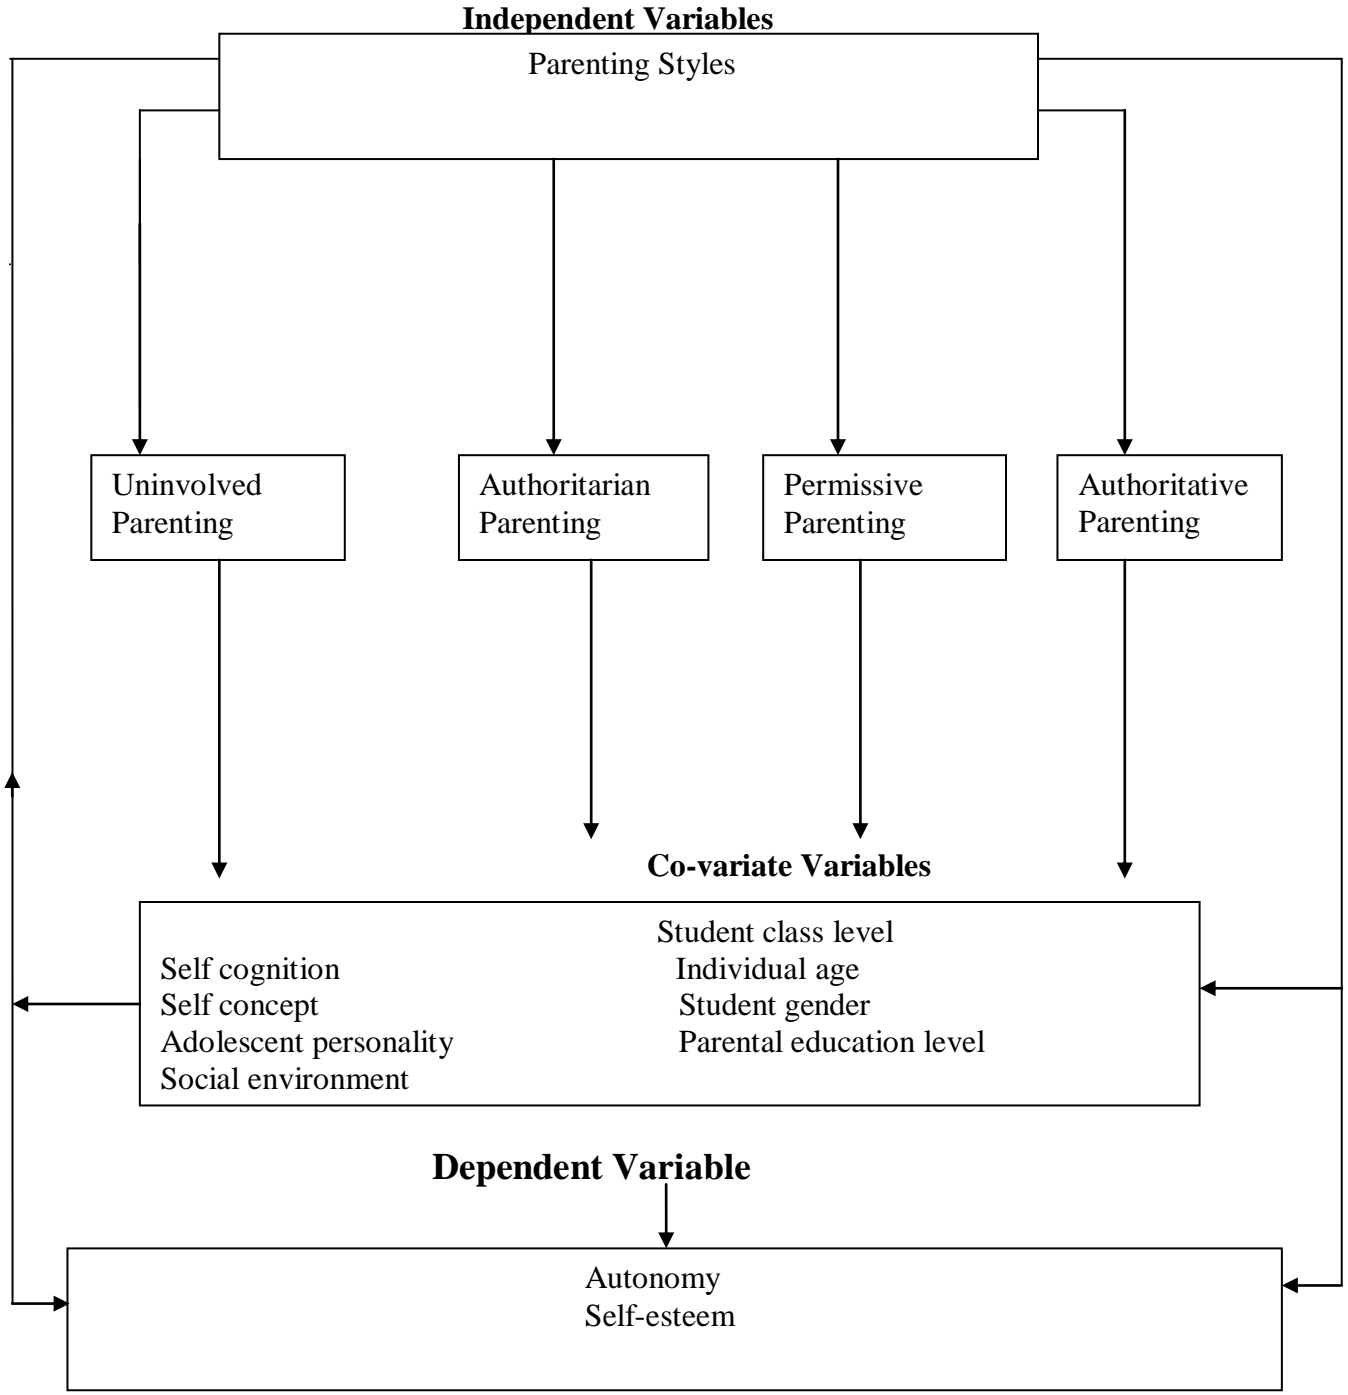 Independent Variables
Parenting Styles
Uninvolved
Parenting
Authoritarian
Parenting
Permissive
Parenting
Authoritative
Parenting
Co-variate Variables
Student class level
Self cognition
Individual age
Self concept
Student gender
Adolescent personality
Parental education level
Social environment
Dependent Variable
Autonomy
Self-esteem